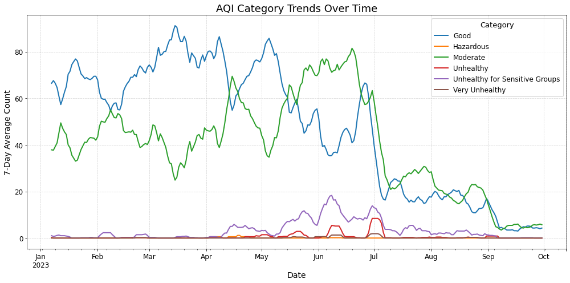 AQI Category Trends Over Time
Category
Good
Hazardous
Moderate
Unhealthy
Unhealthy for Sensitive Groups
Very Unhealthy
7-Day Average Count
80
60
40
20
0
Jan Feb Mar Apr May Jun Jul Aug Sep Oct
2023
Date